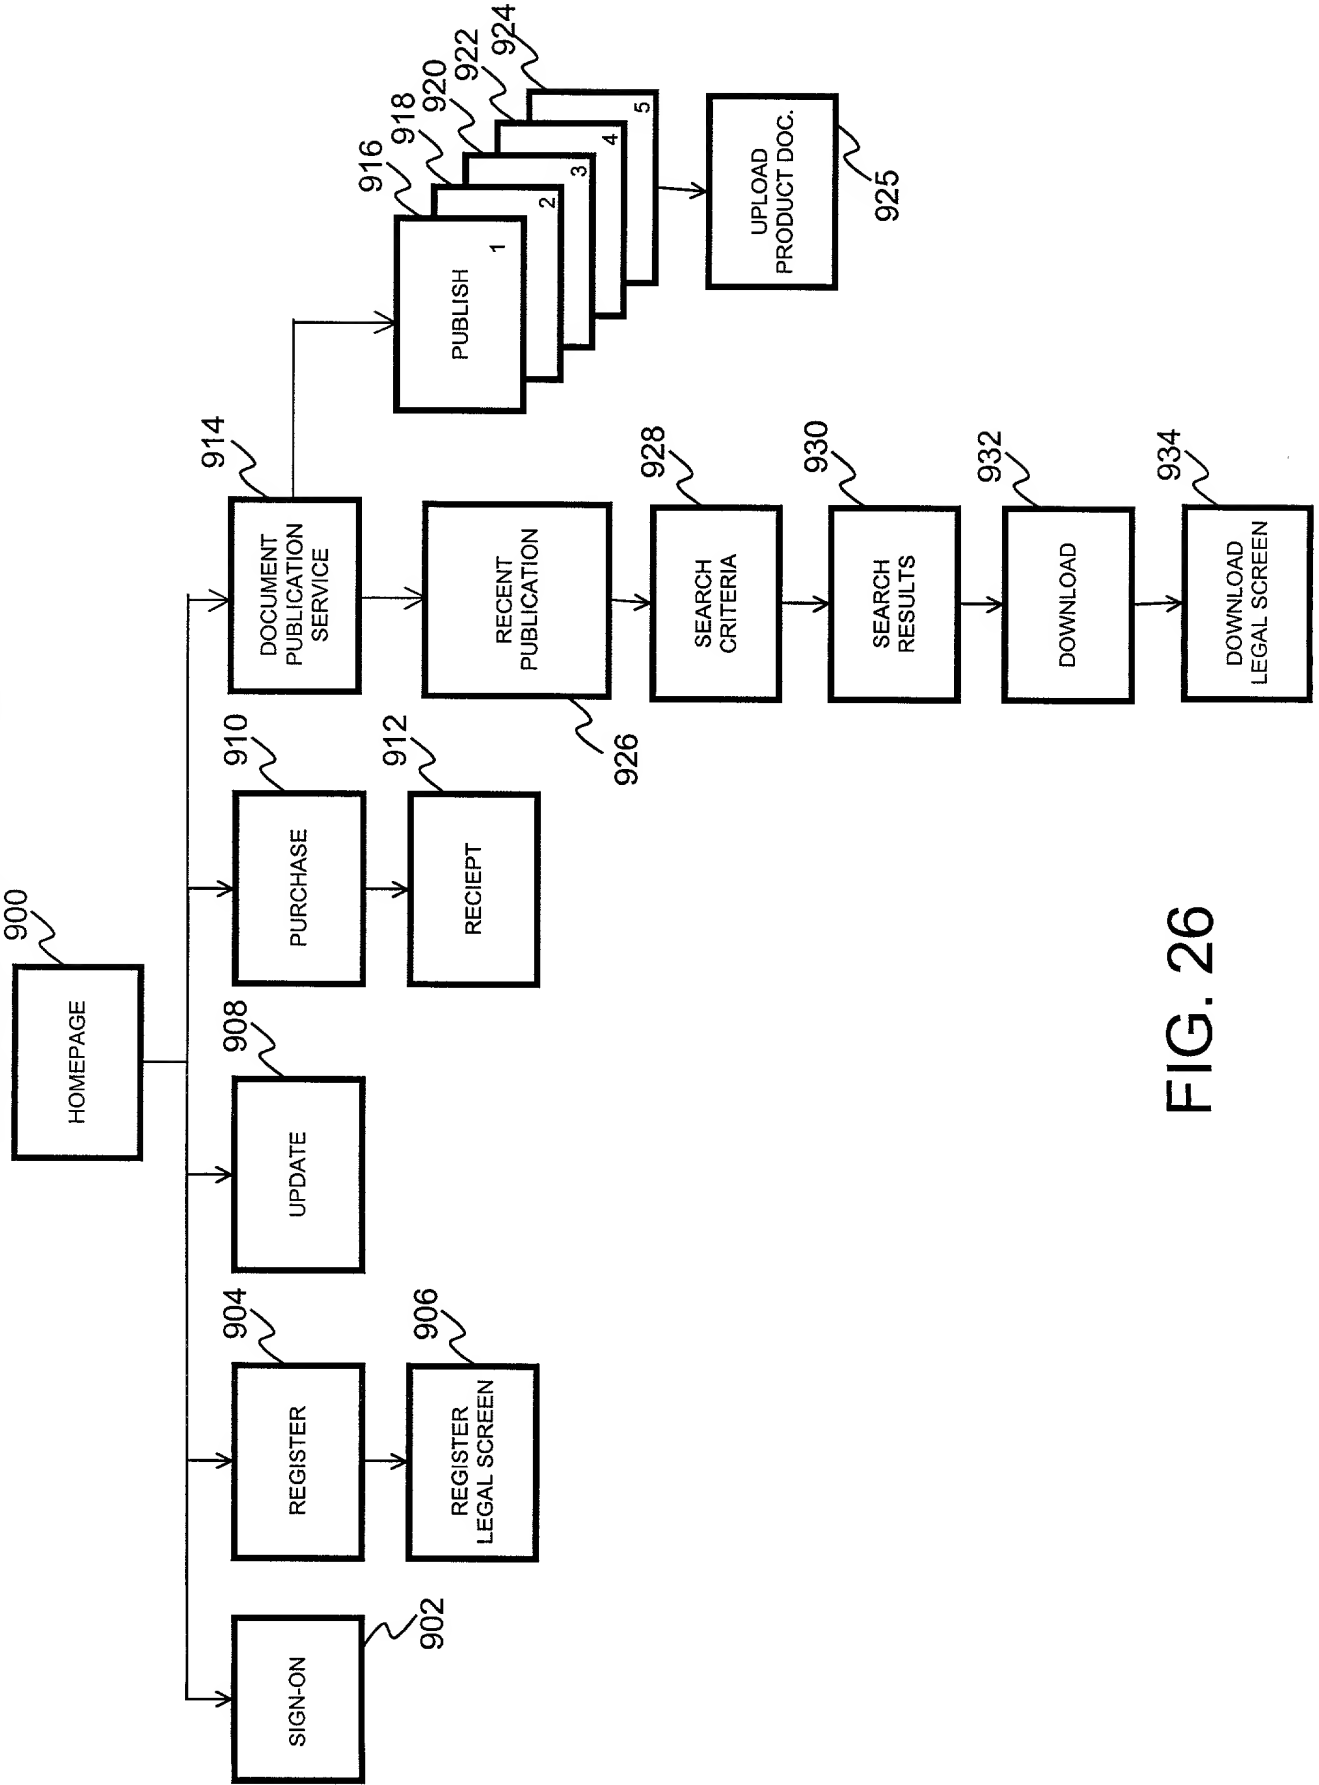 900
HOMEPAGE
902
SIGN-ON
904
REGISTER
906
REGISTER
LEGAL SCREEN
908
UPDATE
910
PURCHASE
912
RECIEPT
914
DOCUMENT
PUBLICATION
SERVICE
916
918
920
922
924
PUBLISH
1
2
3
4
5
UPLOAD
PRODUCT DOC.
925
RECENT
PUBLICATION
926
928
SEARCH
CRITERIA
930
SEARCH
RESULTS
932
DOWNLOAD
934
DOWNLOAD
LEGAL SCREEN
FIG. 26